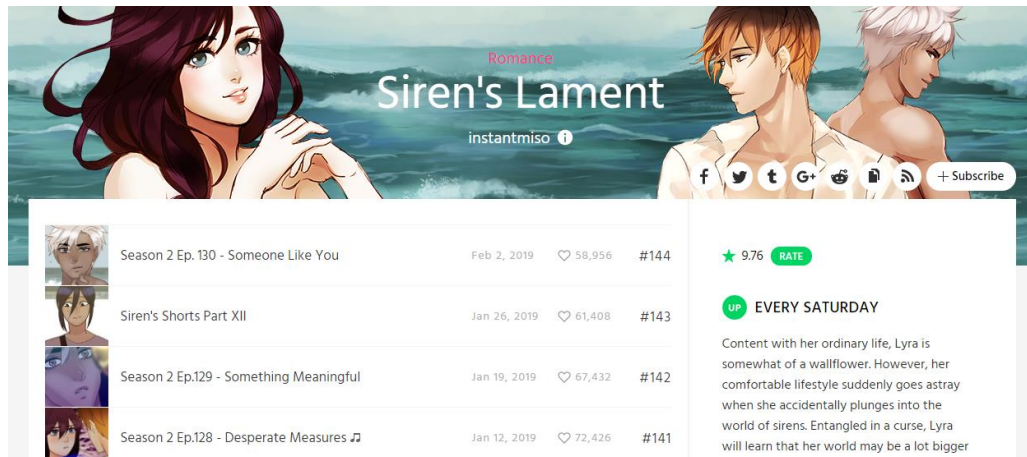 Romance
Siren's Lament
instantmiso i
f t G+ + Subscribe
Season 2 Ep. 130 - Someone Like You Feb 2, 2019 58,956 #144
Siren's Shorts Part XII Jan 26, 2019 61,408 #143
Season 2 Ep.129 - Something Meaningful Jan 19, 2019 67,432 #142
Season 2 Ep.128 - Desperate Measures ♫ Jan 12, 2019 72,426 #141
9.76 RATE
UP EVERY SATURDAY
Content with her ordinary life, Lyra is
somewhat of a wallflower. However, her
comfortable lifestyle suddenly goes astray
when she accidentally plunges into the
world of sirens. Entangled in a curse, Lyra
will learn that her world may be a lot bigger